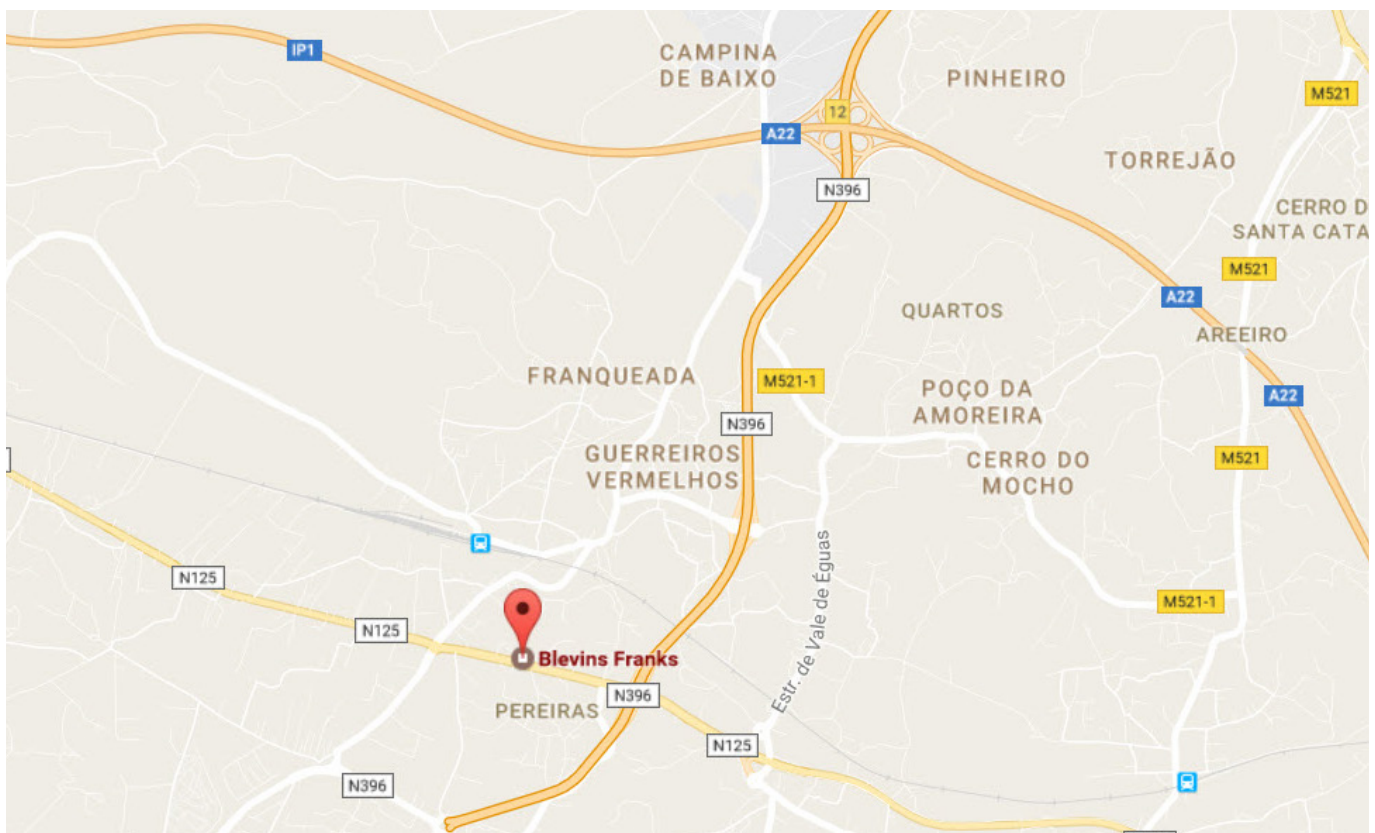 IP1
CAMPINA
DE BAIXO
PINHEIRO
M521
12
A22
TORREJÃO
N396
CERRO D
SANTA CATA
M521
A22
QUARTOS
AREEIRO
FRANQUEADA
M521-1
POÇO DA
AMOREIRA
A22
N396
GUERREIROS
VERMELHOS
CERRO DO
MOCHO
M521
N125
Estr. de Vale de Éguas
M521-1
N125
Blevins Franks
N396
PEREIRAS
N125
N396